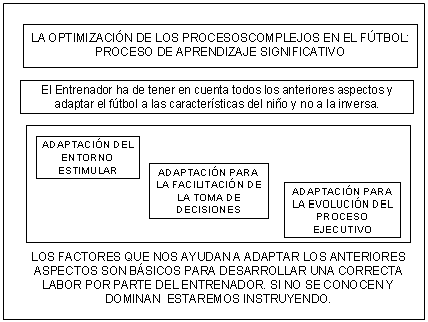 LA OPTIMIZACIÓN DE LOS PROCESOSCOMPLEJOS EN EL FÚTBOL:
PROCESO DE APRENDIZAJE SIGNIFICATIVO
El Entrenador ha de tener en cuenta todos los anteriores aspectos y
adaptar el fútbol a las características del niño y no a la inversa.
ADAPTACIÓN DEL
ENTORNO
ESTIMULAR
ADAPTACIÓN PARA
LA FACILITACIÓN DE
LA TOMA DE
DECISIONES
ADAPTACIÓN PARA
LA EVOLUCIÓN DEL
PROCESO
EJECUTIVO
LOS FACTORES QUE NOS AYUDAN A ADAPTAR LOS ANTERIORES
ASPECTOS SON BÁSICOS PARA DESARROLLAR UNA CORRECTA
LABOR POR PARTE DEL ENTRENADOR. SI NO SE CONOCEN Y
DOMINAN ESTAREMOS INSTRUYENDO.